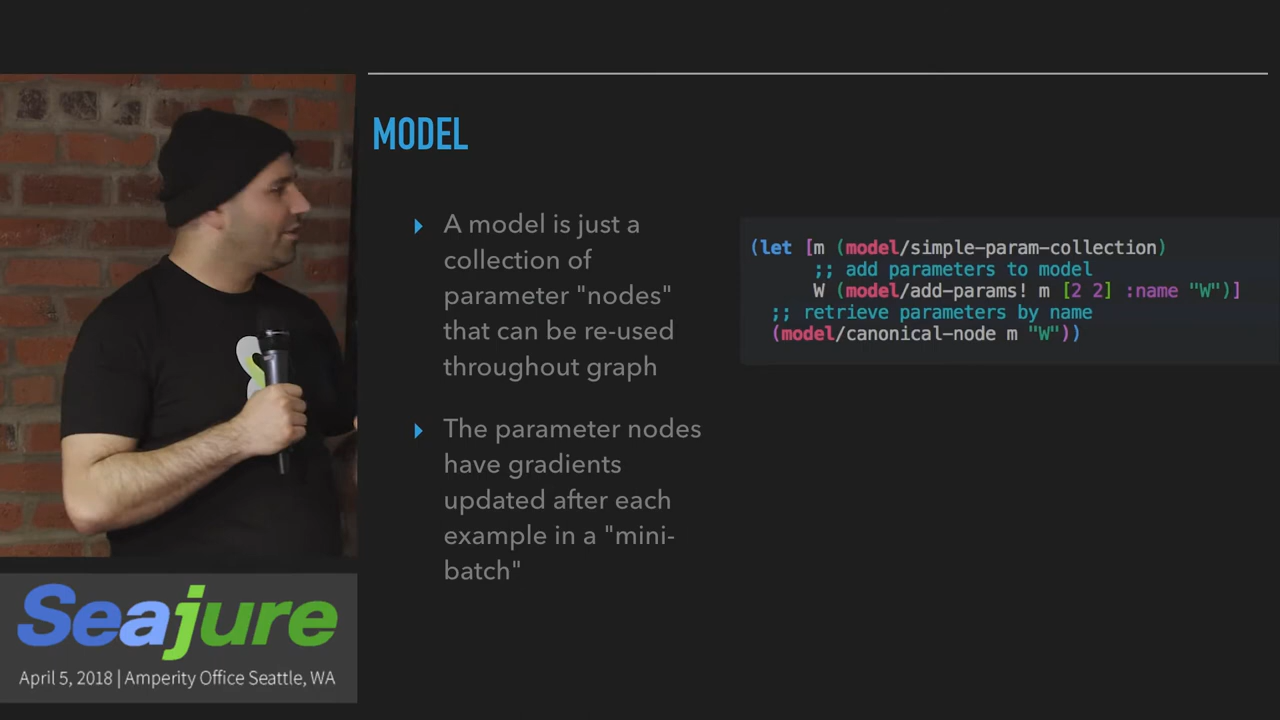 MODEL
A model is just a
collection of
parameter "nodes"
that can be re-used
throughout graph
The parameter nodes
have gradients
updated after each
example in a "mini-
batch"
(let [m (model/simple-param-collection)
;; add parameters to model
W (model/add-params! m [2 2] :name "W")]
;; retrieve parameters by name
(model/canonical-node m "W"))
Seajure
April 5, 2018 | Amperity Office Seattle, WA